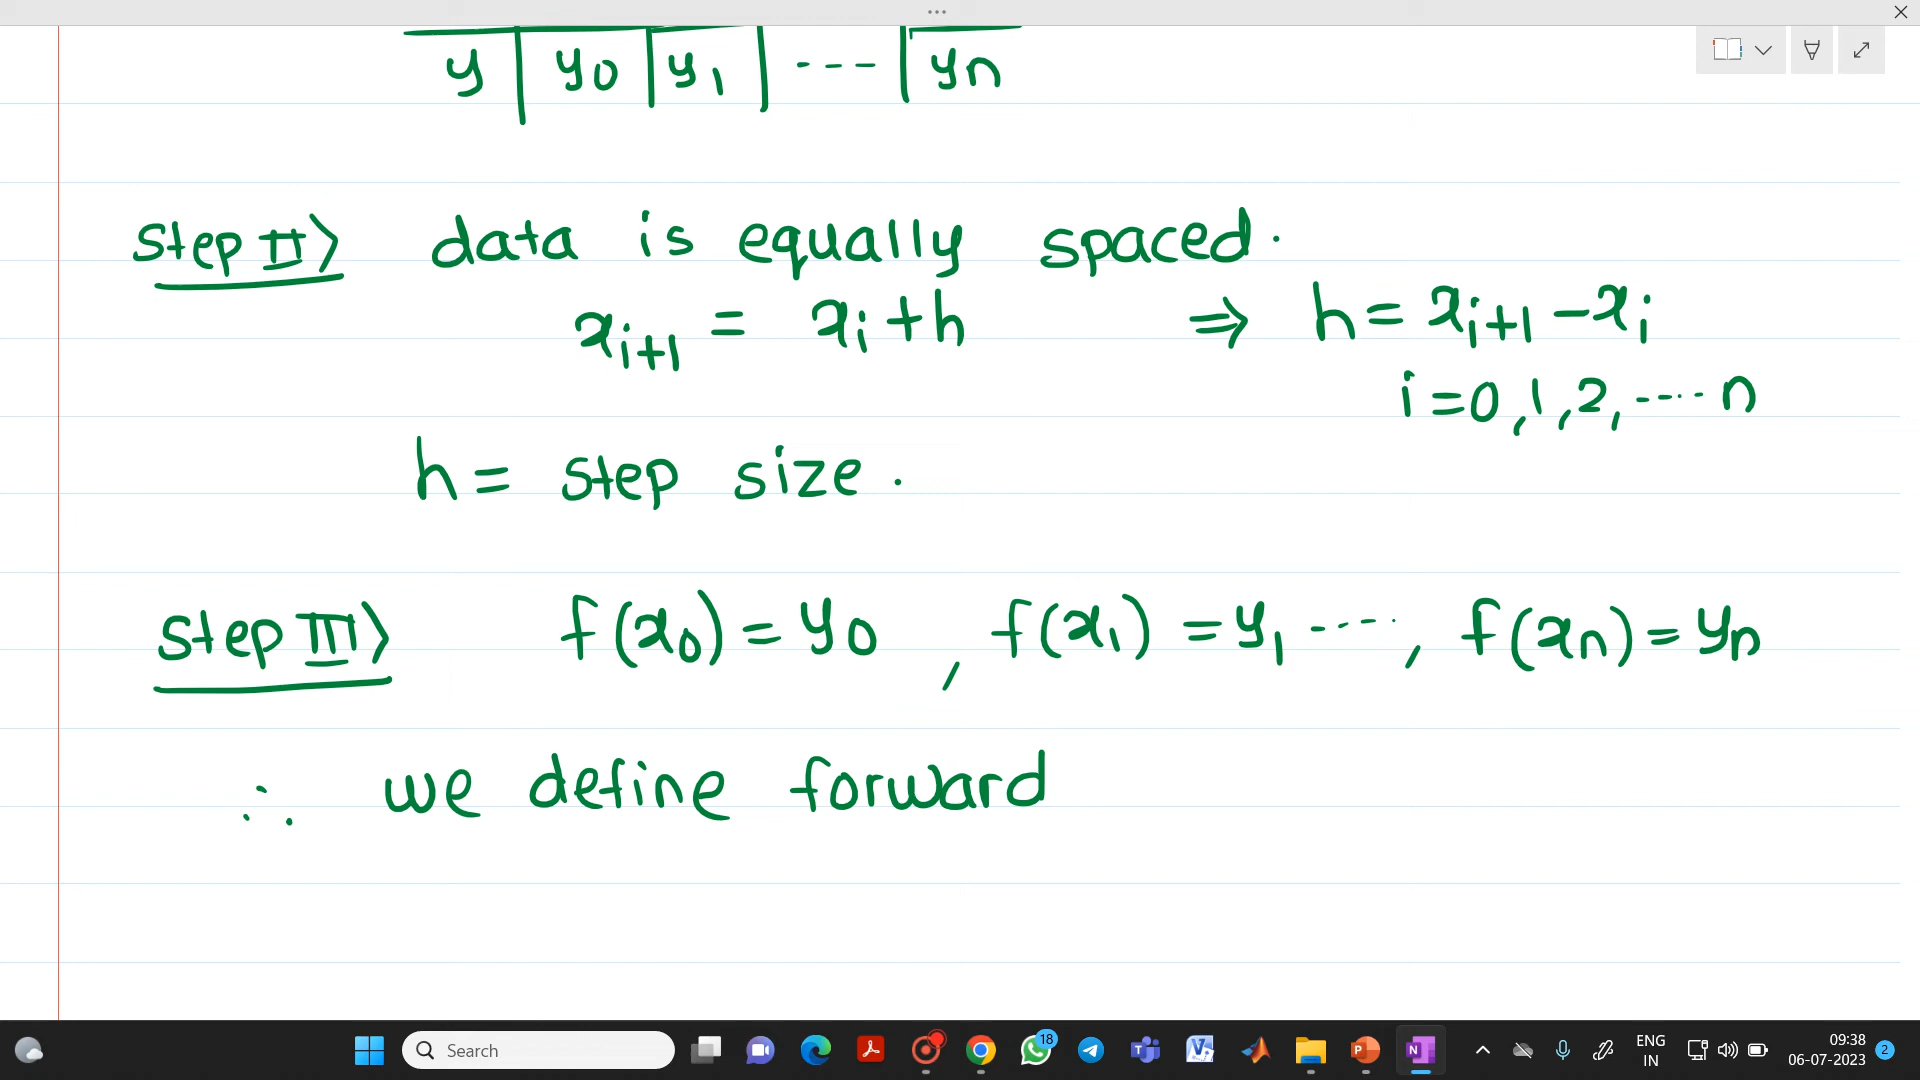 y | y0 | y1 | ---- | yn
step II> data is equally spaced.
xi+1 = xi+h ⇒ h = xi+1 - xi
i = 0, 1, 2, ---- n
h = step size.
step III> f(x0) = y0 , f(x1) = y1 ----, f(xn) = yn
∴ we define forward
Search
18
ENG
IN
09:38
06-07-2023
2